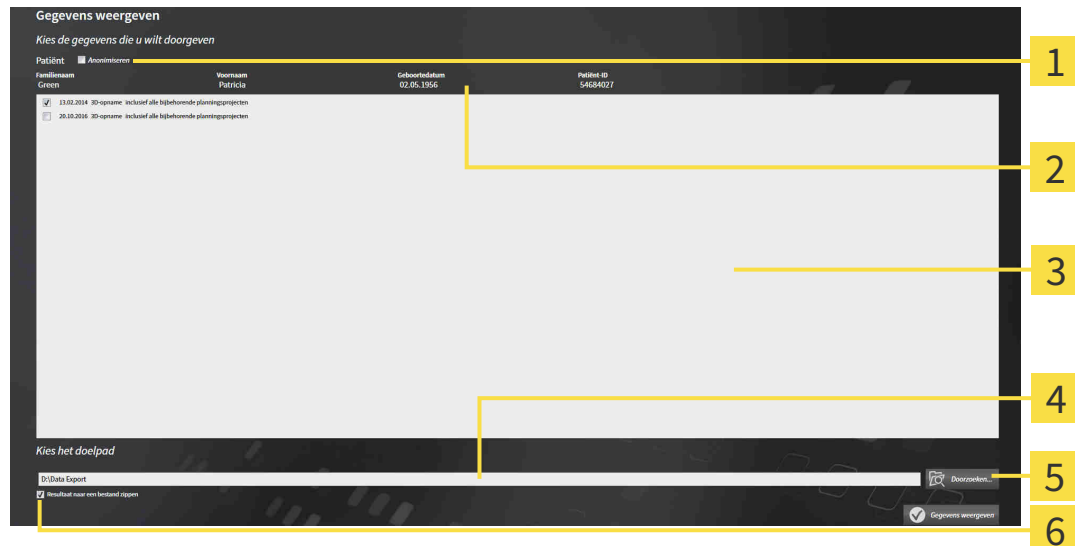 Gegevens weergeven
Kies de gegevens die u wilt doorgeven
Patiënt Anonimiseren
Familienaam Voornaam Geboortedatum Patiënt-ID
Green Patricia 02.05.1956 54684027
13.02.2014 3D-opname inclusief alle bijbehorende planningsprojecten
20.10.2016 3D-opname inclusief alle bijbehorende planningsprojecten
Kies het doelpad
D:\Data Export
Doorzoeken...
Resultaat naar een bestand zippen
Gegevens weergeven
1
2
3
4
5
6